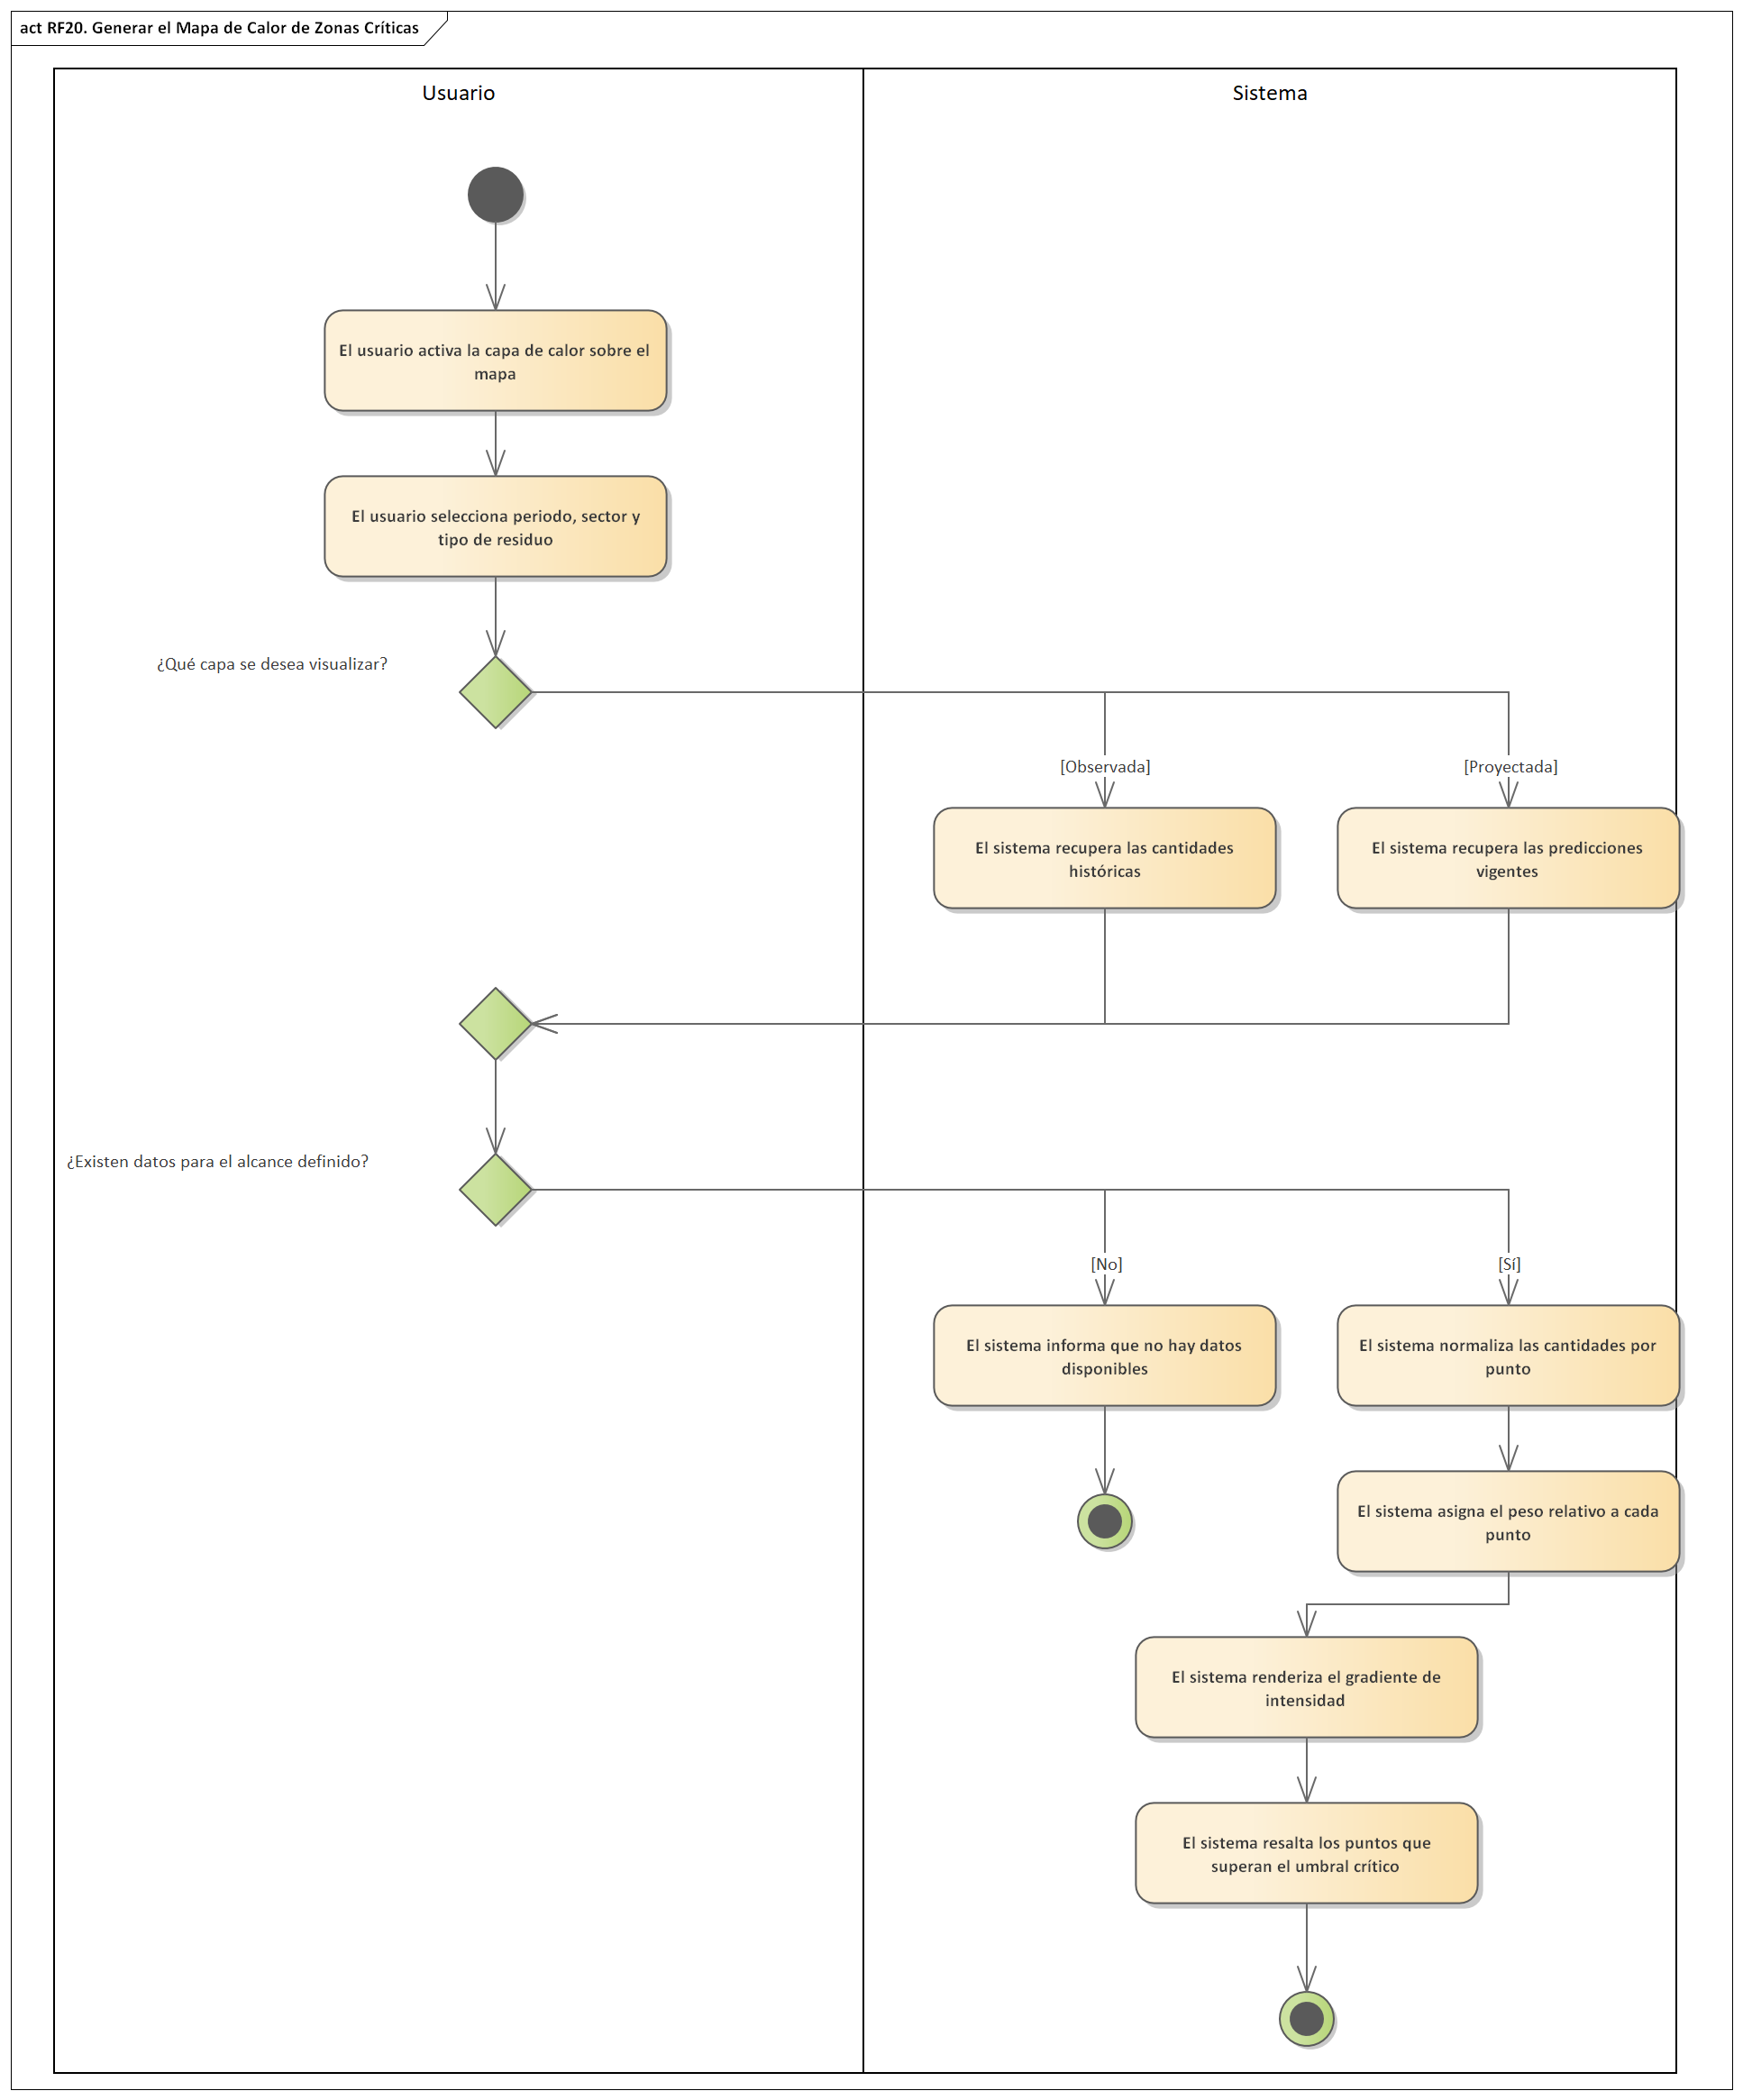 act RF20. Generar el Mapa de Calor de Zonas Críticas
Usuario
Sistema
El usuario activa la capa de calor sobre el
mapa
El usuario selecciona periodo, sector y
tipo de residuo
¿Qué capa se desea visualizar?
[Observada]
[Proyectada]
El sistema recupera las cantidades
históricas
El sistema recupera las predicciones
vigentes
¿Existen datos para el alcance definido?
[No]
[Sí]
El sistema informa que no hay datos
disponibles
El sistema normaliza las cantidades por
punto
El sistema asigna el peso relativo a cada
punto
El sistema renderiza el gradiente de
intensidad
El sistema resalta los puntos que
superan el umbral crítico